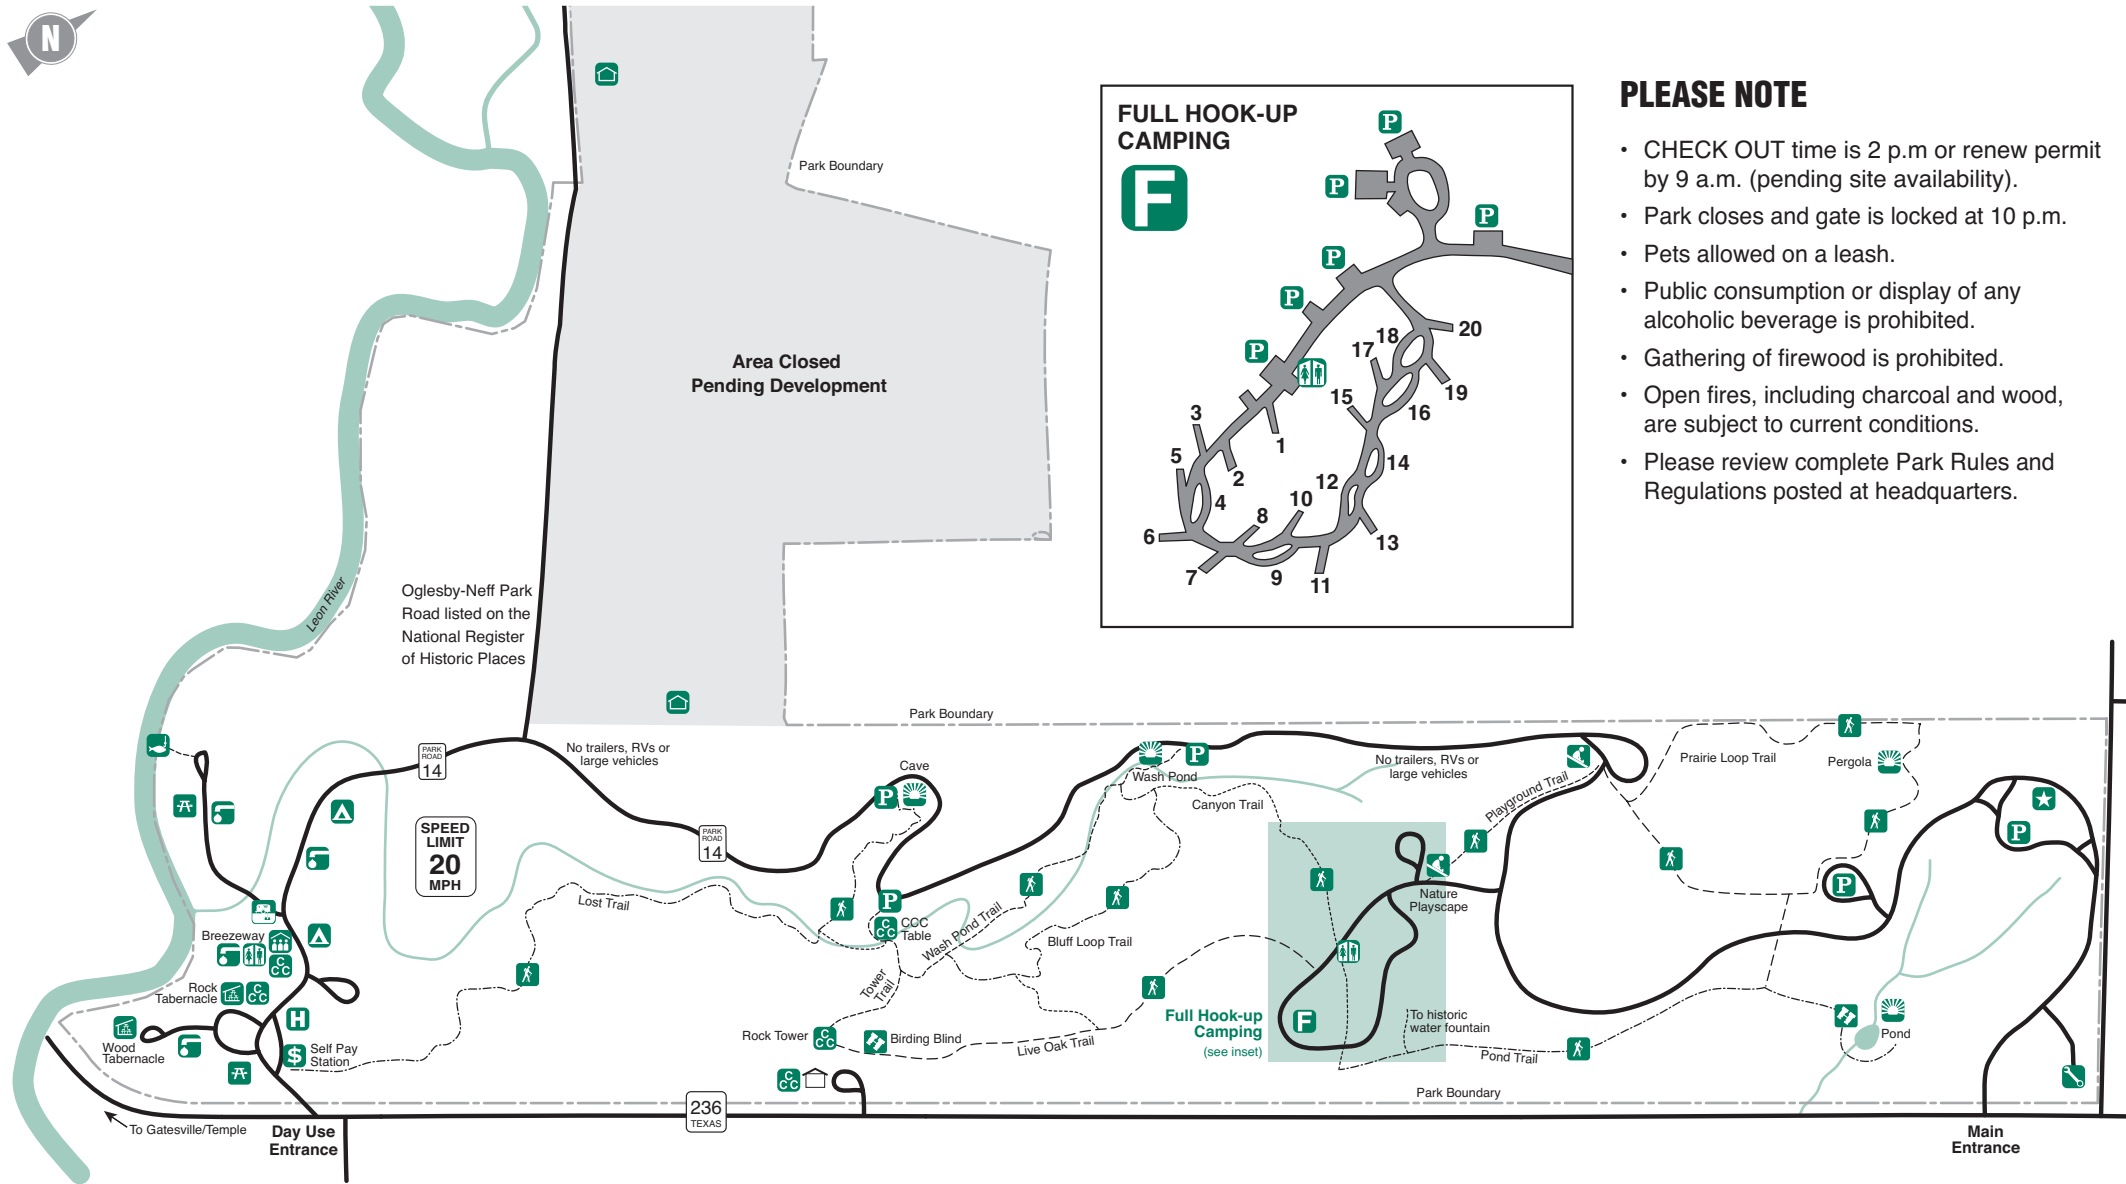 N
Park Boundary
Area Closed
Pending Development
Leon River
Oglesby-Neff Park
Road listed on the
National Register
of Historic Places
FULL HOOK-UP
CAMPING
F
P
P
P
P
P
P
20
18
17
19
15
16
3
1
5
14
2
12
4
10
8
6
13
7
9
11
PLEASE NOTE
• CHECK OUT time is 2 p.m or renew permit
by 9 a.m. (pending site availability).
• Park closes and gate is locked at 10 p.m.
• Pets allowed on a leash.
• Public consumption or display of any
alcoholic beverage is prohibited.
• Gathering of firewood is prohibited.
• Open fires, including charcoal and wood,
are subject to current conditions.
• Please review complete Park Rules and
Regulations posted at headquarters.
Park Boundary
PARK
ROAD
14
No trailers, RVs or
large vehicles
SPEED
LIMIT
20
MPH
PARK
ROAD
14
Cave
P
Wash Pond
P
Canyon Trail
No trailers, RVs or
large vehicles
Playground Trail
Prairie Loop Trail
Pergola
P
P
Nature
Playscape
Lost Trail
P
C
CC
CCC
Table
Wash Pond Trail
Bluff Loop Trail
Tower
Trail
Breezeway
C
CC
Rock
Tabernacle
C
CC
H
Wood
Tabernacle
$
Self Pay
Station
Rock Tower
C
CC
Birding Blind
Live Oak Trail
Full Hook-up
Camping
(see inset)
F
To historic
water fountain
Pond Trail
Pond
C
CC
Park Boundary
236
TEXAS
To Gatesville/Temple
Day Use
Entrance
Main
Entrance